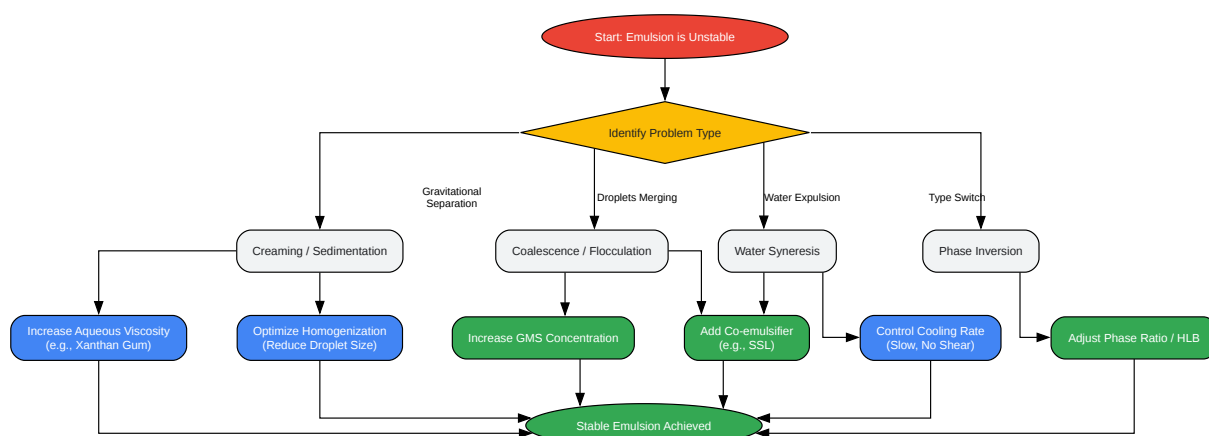 Start: Emulsion is Unstable
Identify Problem Type
Gravitational
Separation
Droplets Merging
Water Expulsion
Type Switch
Creaming / Sedimentation
Coalescence / Flocculation
Water Syneresis
Phase Inversion
Increase Aqueous Viscosity
(e.g., Xanthan Gum)
Optimize Homogenization
(Reduce Droplet Size)
Increase GMS Concentration
Add Co-emulsifier
(e.g., SSL)
Control Cooling Rate
(Slow, No Shear)
Adjust Phase Ratio / HLB
Stable Emulsion Achieved